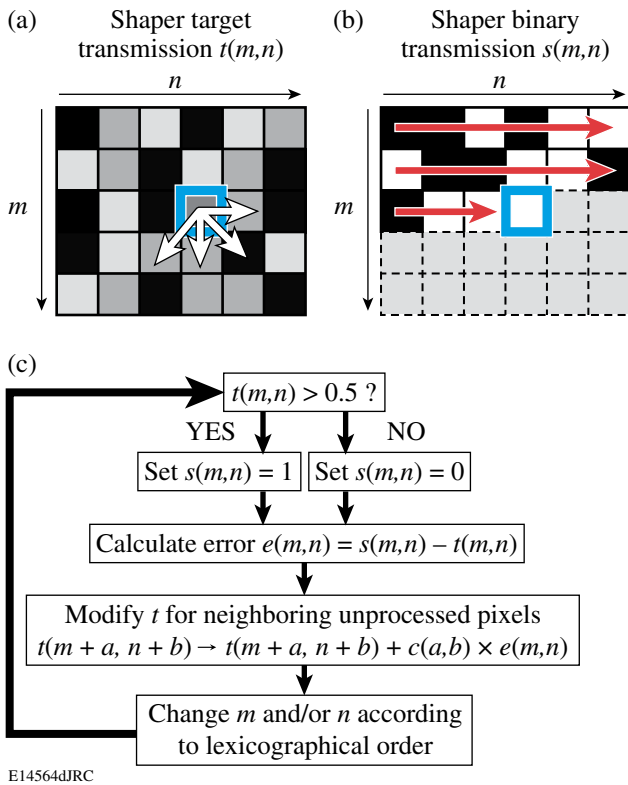 (a) Shaper target
transmission t(m,n)
n
m
(b) Shaper binary
transmission s(m,n)
n
m
(c)
t(m,n) > 0.5 ?
YES NO
Set s(m,n) = 1 Set s(m,n) = 0
Calculate error e(m,n) = s(m,n) – t(m,n)
Modify t for neighboring unprocessed pixels
t(m + a, n + b) → t(m + a, n + b) + c(a,b) × e(m,n)
Change m and/or n according
to lexicographical order
E14564dJRC